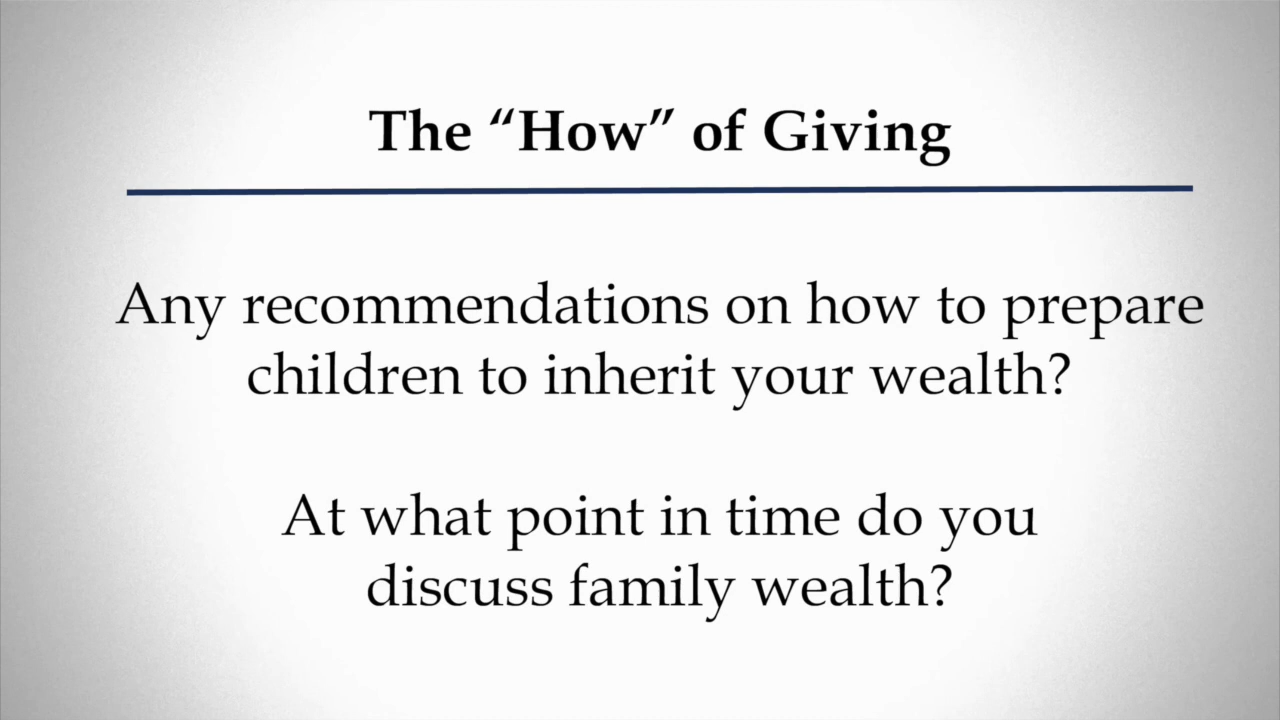 The “How” of Giving
Any recommendations on how to prepare
children to inherit your wealth?
At what point in time do you
discuss family wealth?